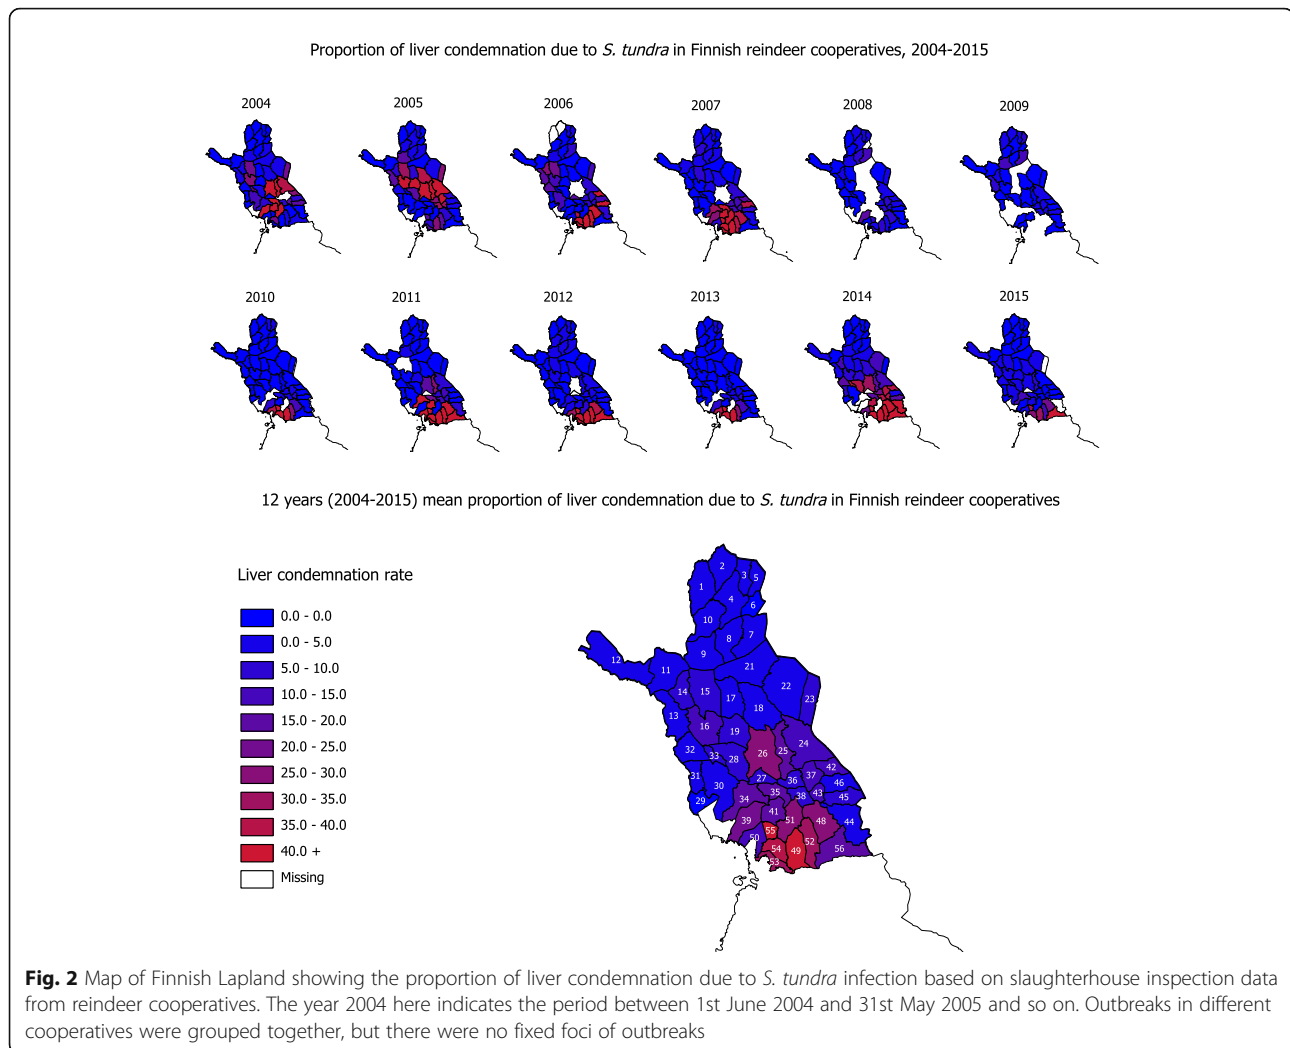 Proportion of liver condemnation due to S. tundra in Finnish reindeer cooperatives, 2004-2015
2004 2005 2006 2007 2008 2009
2010 2011 2012 2013 2014 2015
12 years (2004-2015) mean proportion of liver condemnation due to S. tundra in Finnish reindeer cooperatives
Liver condemnation rate
0.0 - 0.0
0.0 - 5.0
5.0 - 10.0
10.0 - 15.0
15.0 - 20.0
20.0 - 25.0
25.0 - 30.0
30.0 - 35.0
35.0 - 40.0
40.0 +
Missing
2
3 5
1
4
6
10
7
8
9
12
21
11
22
14 15
17
23
18
13
16
19
24
32
33
26
25
28
42
31
27
36
37
46
30
35
43
45
29
34
38
41
39
51
48
44
55
50
52
54
49
56
53
Fig. 2 Map of Finnish Lapland showing the proportion of liver condemnation due to S. tundra infection based on slaughterhouse inspection data
from reindeer cooperatives. The year 2004 here indicates the period between 1st June 2004 and 31st May 2005 and so on. Outbreaks in different
cooperatives were grouped together, but there were no fixed foci of outbreaks